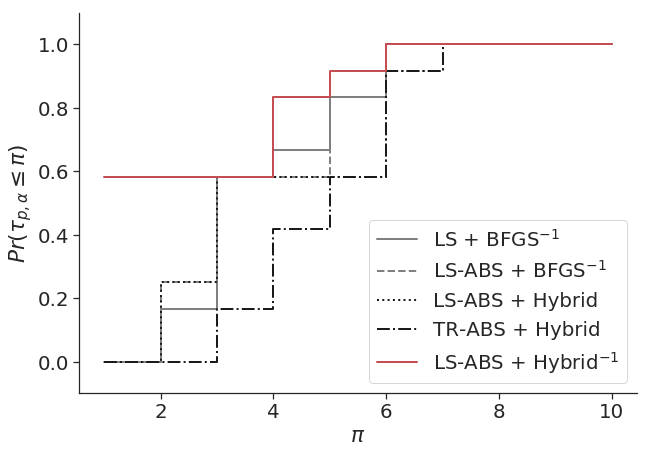 1.0
0.8
0.6
0.4
0.2
0.0
Pr(τ_{p,α} ≤ π)
LS + BFGS⁻¹
LS-ABS + BFGS⁻¹
LS-ABS + Hybrid
TR-ABS + Hybrid
LS-ABS + Hybrid⁻¹
2 4 6 8 10
π